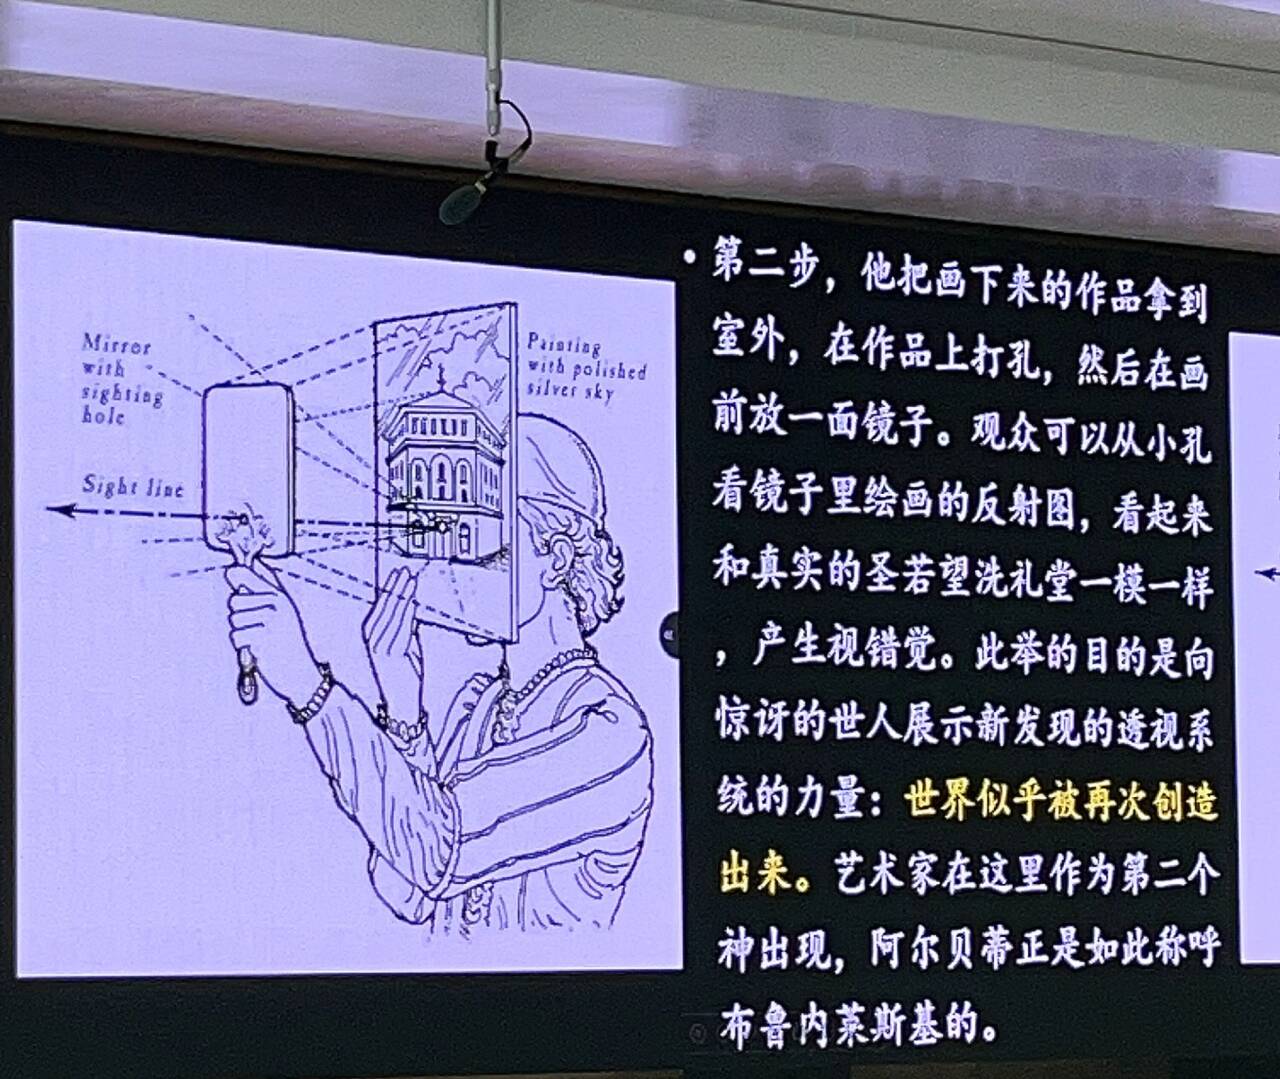 Mirror
with
sighting
hole
Sight line
Painting
with polished
silver sky
• 第二步，他把画下来的作品拿到
室外，在作品上打孔，然后在画
前放一面镜子。观众可以从小孔
看镜子里绘画的反射图，看起来
和真实的圣若望洗礼堂一模一样
，产生视错觉。此举的目的是向
惊讶的世人展示新发现的透视系
统的力量：世界似乎被再次创造
出来。艺术家在这里作为第二个
神出现，阿尔贝蒂正是如此称呼
布鲁内莱斯基的。